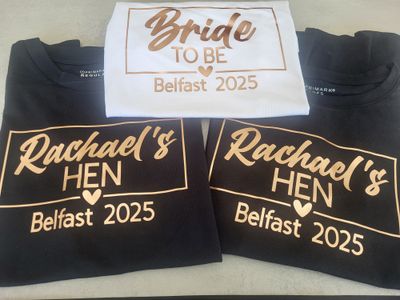 Bride
TO BE
Belfast 2025
Rachael's
HEN
Belfast 2025
Rachael's
HEN
Belfast 2025